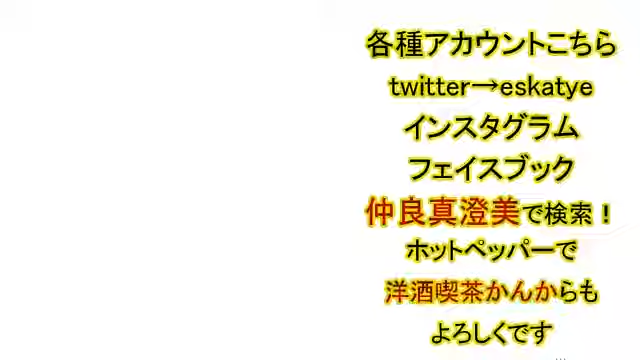 各種アカウントこちら
twitter→eskatye
インスタグラム
フェイスブック
仲良真澄美で検索！
ホットペッパーで
洋酒喫茶かんからも
よろしくです